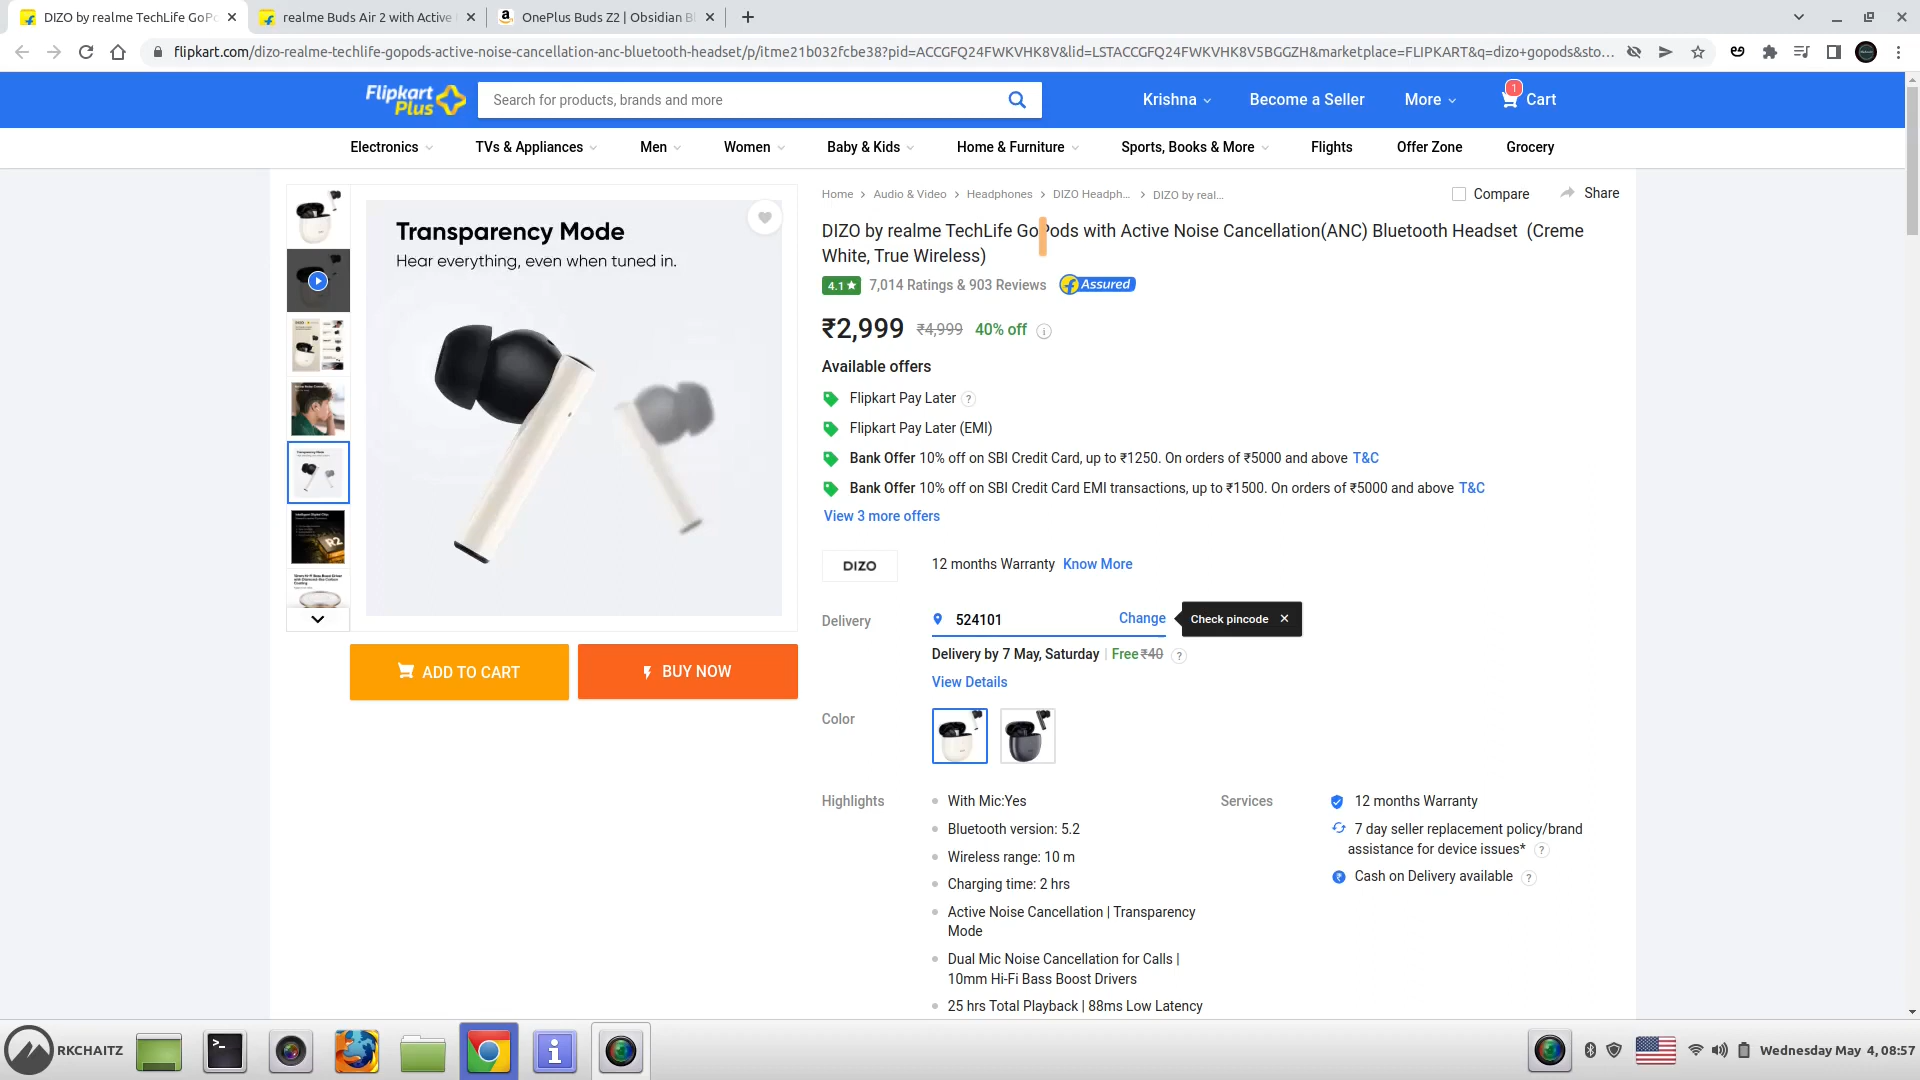 DIZO by realme TechLife GoPo
realme Buds Air 2 with Active
OnePlus Buds Z2 | Obsidian Bl
flipkart.com/dizo-realme-techlife-gopods-active-noise-cancellation-anc-bluetooth-headset/p/itme21b032fcbe38?pid=ACCGFQ24FWKVHK8V&lid=LSTACCGFQ24FWKVHK8V5BGGZH&marketplace=FLIPKART&q=dizo+gopods&sto...
Flipkart
Plus
Search for products, brands and more
Krishna
Become a Seller
More
1
Cart
Electronics
TVs & Appliances
Men
Women
Baby & Kids
Home & Furniture
Sports, Books & More
Flights
Offer Zone
Grocery
Home
Audio & Video
Headphones
DIZO Headph...
DIZO by real...
Compare
Share
Transparency Mode
Hear everything, even when tuned in.
DIZO by realme TechLife GoPods with Active Noise Cancellation(ANC) Bluetooth Headset (Creme
White, True Wireless)
4.1★ 7,014 Ratings & 903 Reviews Assured
₹2,999 ₹4,999 40% off
Available offers
Flipkart Pay Later ?
Flipkart Pay Later (EMI)
Bank Offer 10% off on SBI Credit Card, up to ₹1250. On orders of ₹5000 and above T&C
Bank Offer 10% off on SBI Credit Card EMI transactions, up to ₹1500. On orders of ₹5000 and above T&C
View 3 more offers
Transparency Mode
R2
DIZO
12 months Warranty Know More
Delivery
524101
Change
Check pincode ✕
Delivery by 7 May, Saturday | Free ₹40 ?
View Details
ADD TO CART
BUY NOW
Color
Highlights
With Mic:Yes
Bluetooth version: 5.2
Wireless range: 10 m
Charging time: 2 hrs
Active Noise Cancellation | Transparency
Mode
Dual Mic Noise Cancellation for Calls |
10mm Hi-Fi Bass Boost Drivers
25 hrs Total Playback | 88ms Low Latency
Services
12 months Warranty
7 day seller replacement policy/brand
assistance for device issues* ?
Cash on Delivery available ?
RKCHAITZ
Wednesday May 4, 08:57